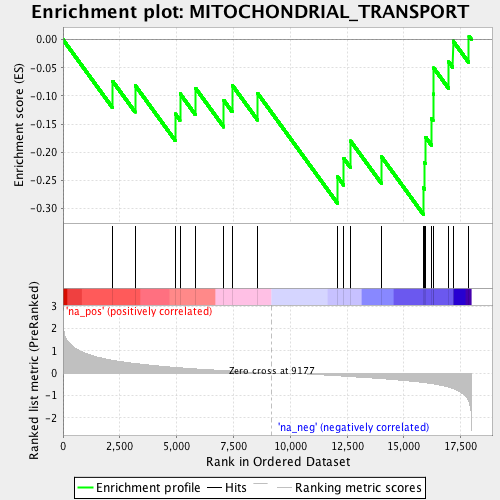 Enrichment plot: MITOCHONDRIAL_TRANSPORT
Enrichment score (ES)
0.00
-0.05
-0.10
-0.15
-0.20
-0.25
-0.30
'na_pos' (positively correlated)
Ranked list metric (PreRanked)
3
2
1
0
-1
-2
Zero cross at 9177
'na_neg' (negatively correlated)
0
2,500
5,000
7,500
10,000
12,500
15,000
17,500
Rank in Ordered Dataset
Enrichment profile
Hits
Ranking metric scores